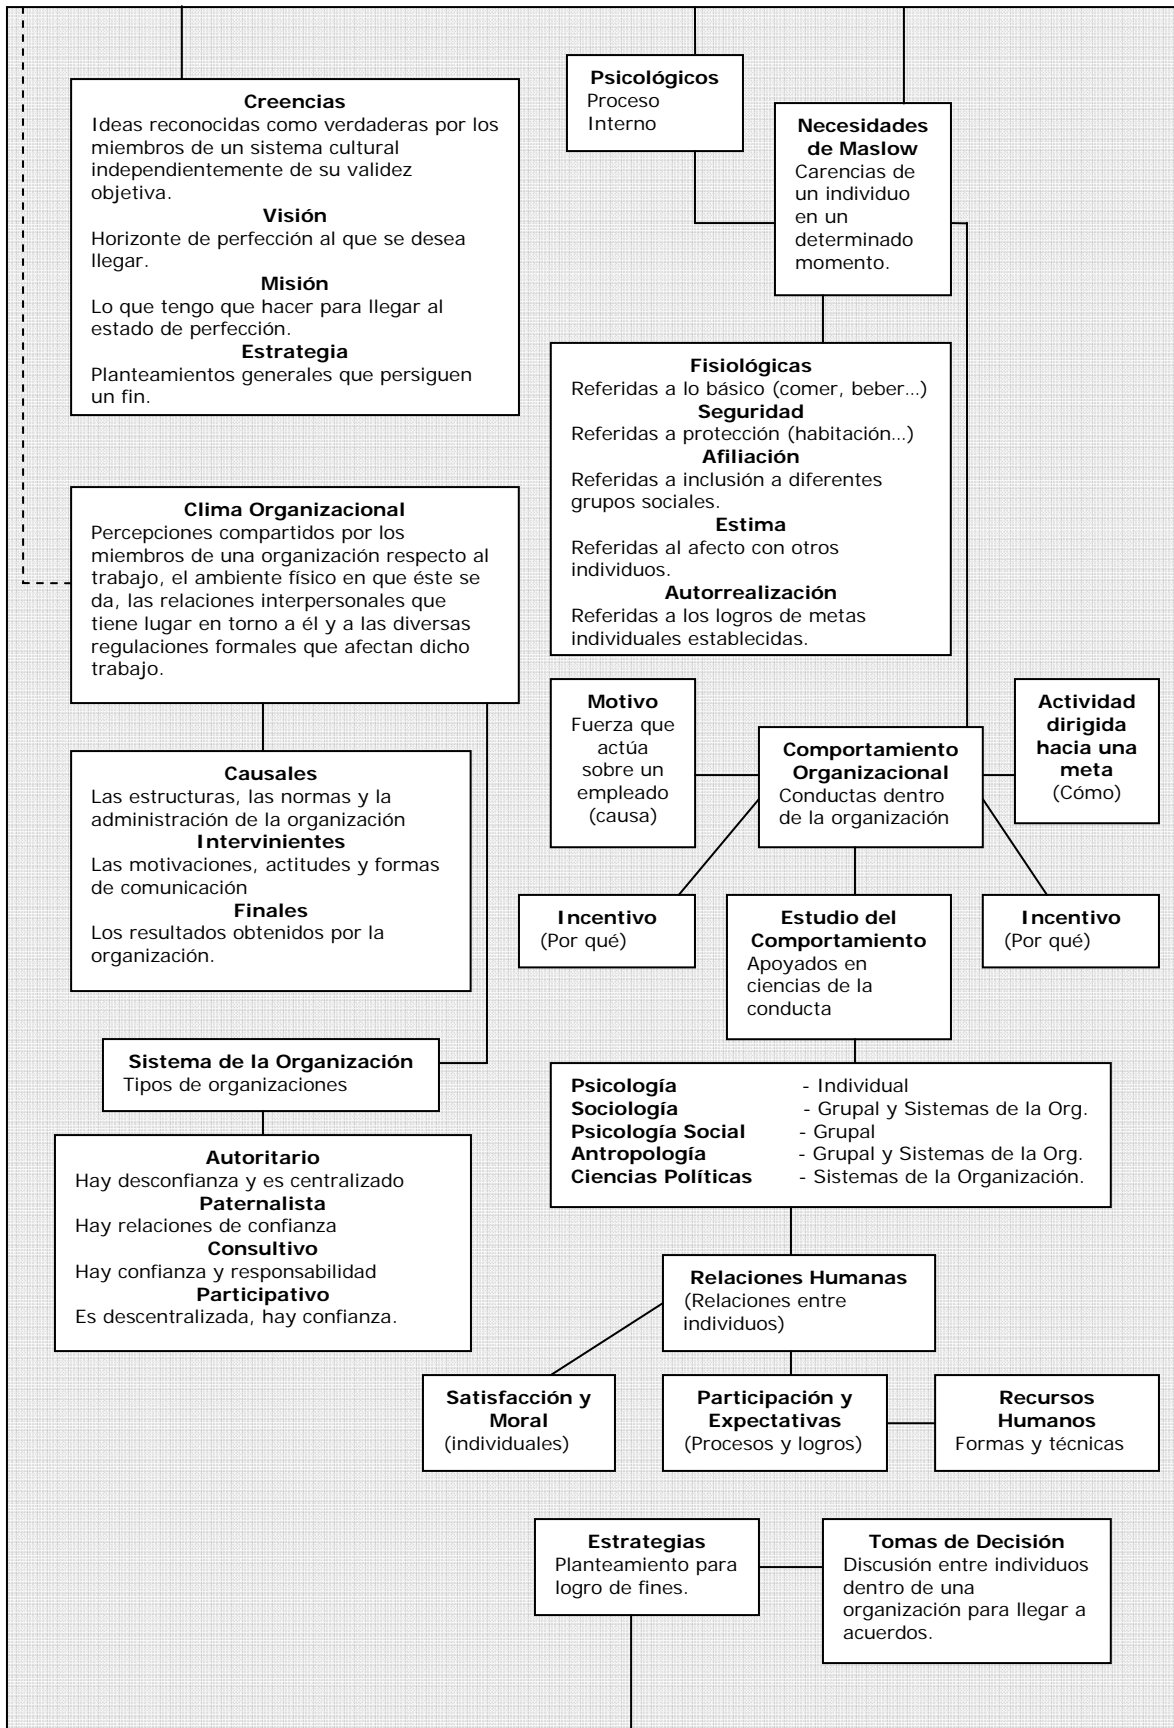 Creencias
Ideas reconocidas como verdaderas por los
miembros de un sistema cultural
independientemente de su validez
objetiva.
Visión
Horizonte de perfección al que se desea
llegar.
Misión
Lo que tengo que hacer para llegar al
estado de perfección.
Estrategia
Planteamientos generales que persiguen
un fin.
Psicológicos
Proceso
Interno
Necesidades
de Maslow
Carencias de
un individuo
en un
determinado
momento.
Fisiológicas
Referidas a lo básico (comer, beber...)
Seguridad
Referidas a protección (habitación...)
Afiliación
Referidas a inclusión a diferentes
grupos sociales.
Estima
Referidas al afecto con otros
individuos.
Autorrealización
Referidas a los logros de metas
individuales establecidas.
Clima Organizacional
Percepciones compartidos por los
miembros de una organización respecto al
trabajo, el ambiente físico en que éste se
da, las relaciones interpersonales que
tiene lugar en torno a él y a las diversas
regulaciones formales que afectan dicho
trabajo.
Causales
Las estructuras, las normas y la
administración de la organización
Intervinientes
Las motivaciones, actitudes y formas
de comunicación
Finales
Los resultados obtenidos por la
organización.
Motivo
Fuerza que
actúa
sobre un
empleado
(causa)
Comportamiento
Organizacional
Conductas dentro
de la organización
Actividad
dirigida
hacia una
meta
(Cómo)
Incentivo
(Por qué)
Estudio del
Comportamiento
Apoyados en
ciencias de la
conducta
Incentivo
(Por qué)
Sistema de la Organización
Tipos de organizaciones
Autoritario
Hay desconfianza y es centralizado
Paternalista
Hay relaciones de confianza
Consultivo
Hay confianza y responsabilidad
Participativo
Es descentralizada, hay confianza.
Psicología - Individual
Sociología - Grupal y Sistemas de la Org.
Psicología Social - Grupal
Antropología - Grupal y Sistemas de la Org.
Ciencias Políticas - Sistemas de la Organización.
Relaciones Humanas
(Relaciones entre
individuos)
Satisfacción y
Moral
(individuales)
Participación y
Expectativas
(Procesos y logros)
Recursos
Humanos
Formas y técnicas
Estrategias
Planteamiento para
logro de fines.
Tomas de Decisión
Discusión entre individuos
dentro de una
organización para llegar a
acuerdos.